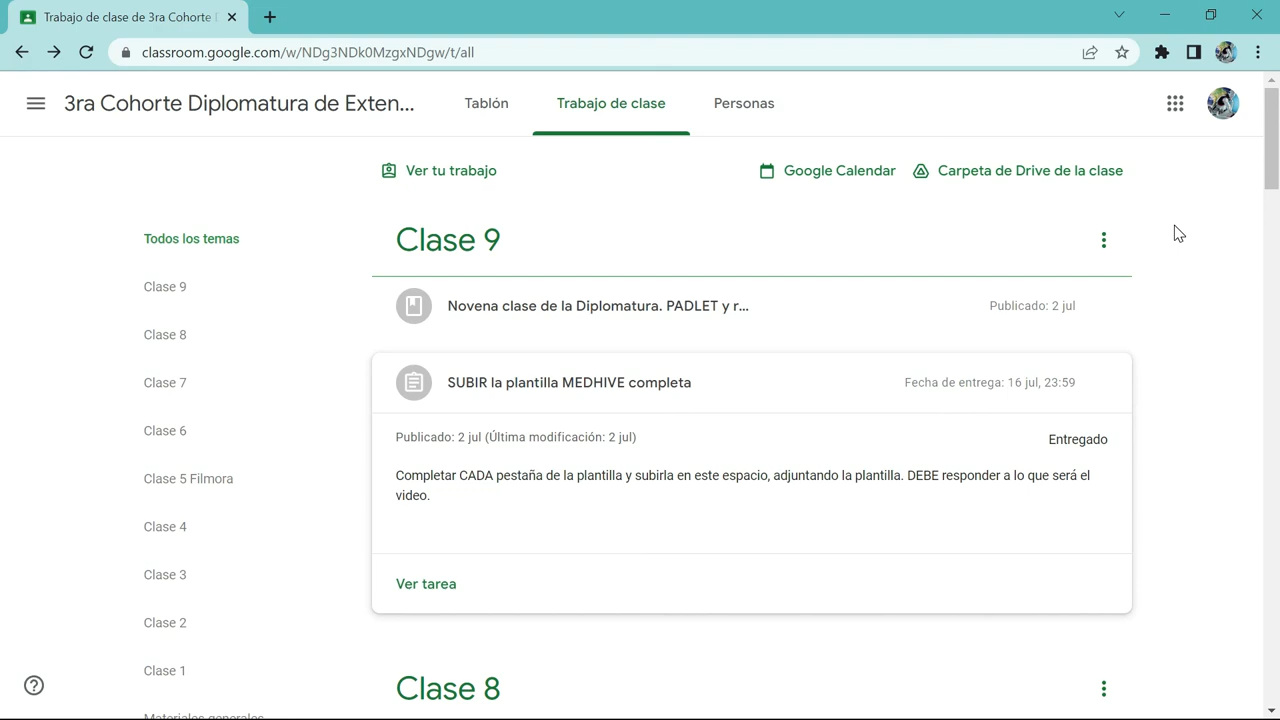 Trabajo de clase de 3ra Cohorte
classroom.google.com/w/NDg3NDk0MzgxNDgw/t/all
3ra Cohorte Diplomatura de Exten...
Tablón
Trabajo de clase
Personas
Ver tu trabajo
Google Calendar
Carpeta de Drive de la clase
Todos los temas
Clase 9
Clase 8
Clase 7
Clase 6
Clase 5 Filmora
Clase 4
Clase 3
Clase 2
Clase 1
Materiales generales
Clase 9
Novena clase de la Diplomatura. PADLET y r...
Publicado: 2 jul
SUBIR la plantilla MEDHIVE completa
Fecha de entrega: 16 jul, 23:59
Publicado: 2 jul (Última modificación: 2 jul)
Entregado
Completar CADA pestaña de la plantilla y subirla en este espacio, adjuntando la plantilla. DEBE responder a lo que será el
video.
Ver tarea
Clase 8